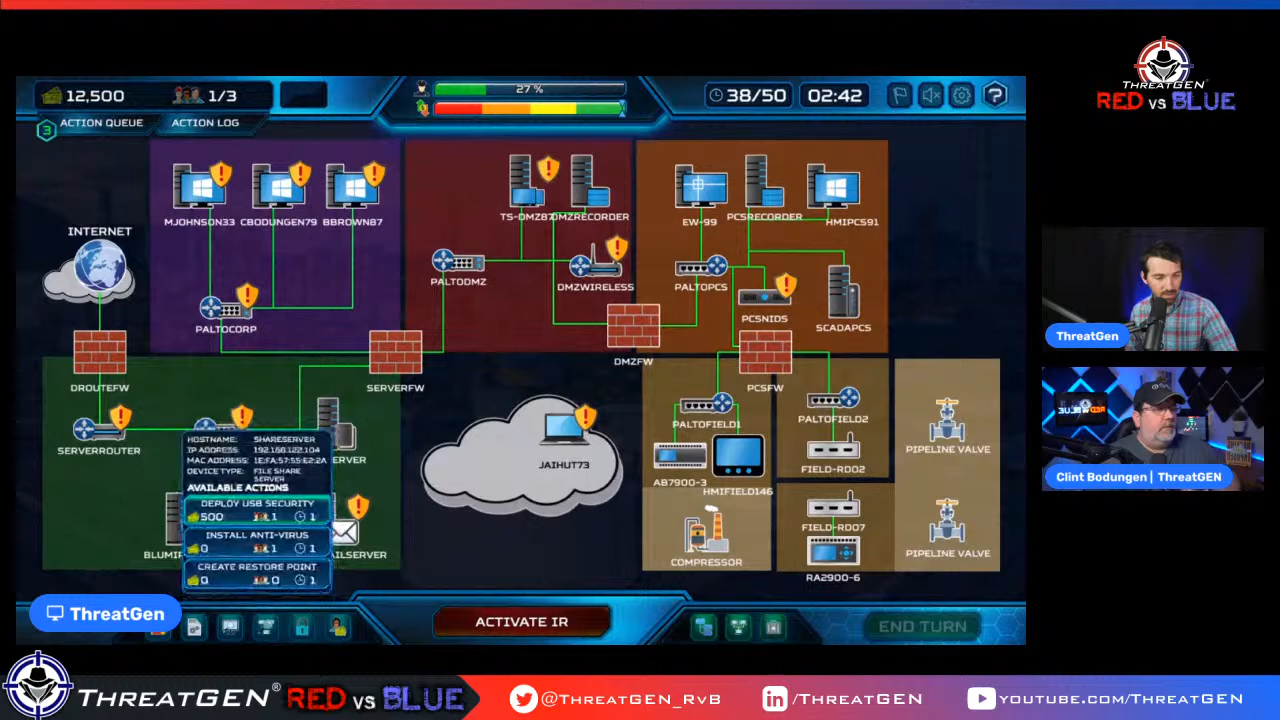 THREATGEN®
RED vs BLUE
12,500
1/3
27 %
38/50
02:42
?
3
ACTION QUEUE
ACTION LOG
MJOHNSON33
CBODUNGEN79
BBROWN87
TS-DMZ87
DMZRECORDER
EW-99
PCSRECORDER
HMIPCS91
INTERNET
PALTODMZ
DMZWIRELESS
PALTOPCS
PCSNIDS
SCADAPCS
PALTOCORP
DROUTEFW
SERVERFW
DMZFW
PCSFW
SERVERROUTER
PALTOFIELD1
PALTOFIELD2
PIPELINE VALVE
JAIHUT73
FIELD-RD02
AB7900-3
HMIFIELD146
FIELD-RD07
COMPRESSOR
RA2900-6
PIPELINE VALVE
HOSTNAME: SHARESERVER
IP ADDRESS: 192.168.122.104
MAC ADDRESS: 1E:FA:57:55:E2:2A
DEVICE TYPE: FILE SHARE
SERVER
AVAILABLE ACTIONS
DEPLOY USB SECURITY
500 1 1
INSTALL ANTI-VIRUS
0 1 1
CREATE RESTORE POINT
0 0 1
ERVER
BLUMI
ILSERVER
ThreatGen
ACTIVATE IR
END TURN
ThreatGen
Clint Bodungen | ThreatGEN
THREATGEN® RED vs BLUE
@THREATGEN_RVB
/THREATGEN
YOUTUBE.COM/THREATGEN